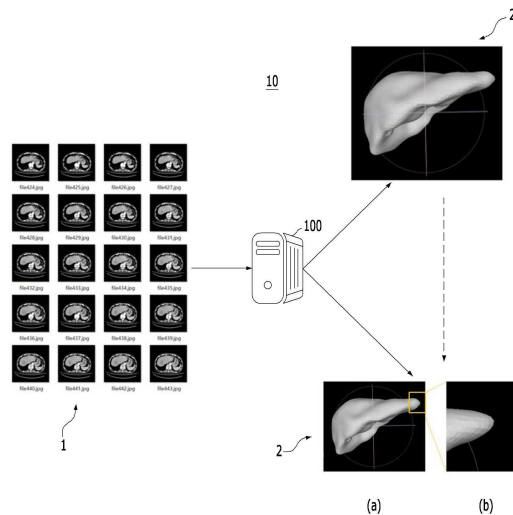 2
10
file424.jpg file425.jpg file426.jpg file427.jpg
100
file428.jpg file429.jpg file430.jpg file431.jpg
file432.jpg file433.jpg file434.jpg file435.jpg
file436.jpg file437.jpg file438.jpg file439.jpg
file440.jpg file441.jpg file442.jpg file443.jpg
1
2
(a) (b)